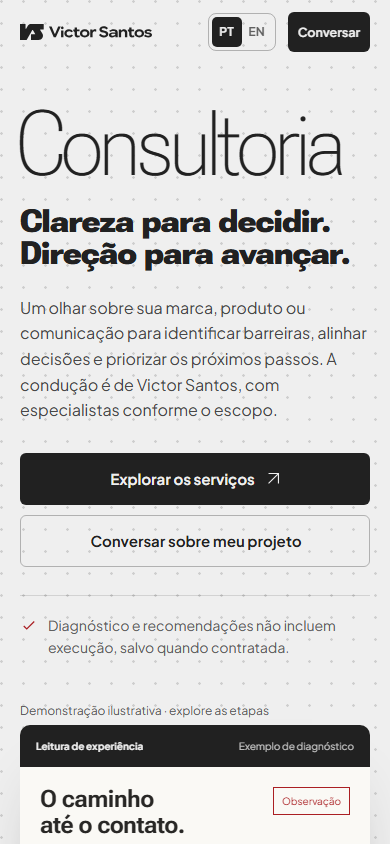 VS Victor Santos
PT EN
Conversar
Consultoria
Clareza para decidir.
Direção para avançar.
Um olhar sobre sua marca, produto ou
comunicação para identificar barreiras, alinhar
decisões e priorizar os próximos passos. A
condução é de Victor Santos, com
especialistas conforme o escopo.
Explorar os serviços
Conversar sobre meu projeto
Diagnóstico e recomendações não incluem
execução, salvo quando contratada.
Demonstração ilustrativa · explore as etapas
Leitura de experiência
Exemplo de diagnóstico
O caminho
até o contato.
Observação